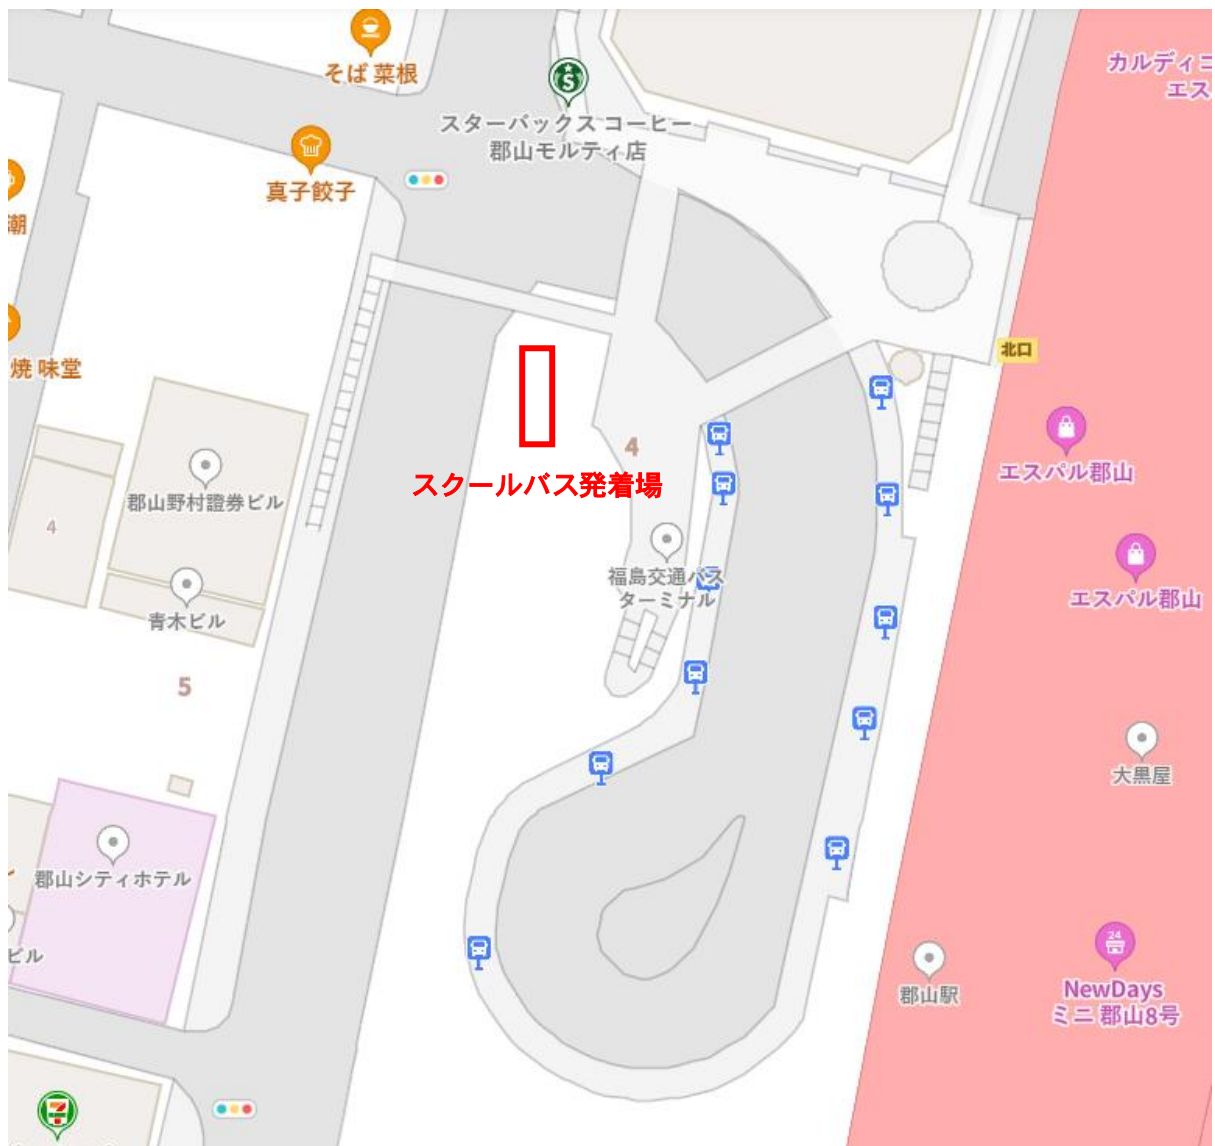 そば 菜根
カルディコ
エス
スターバックス コーヒー
郡山モルティ店
真子餃子
潮
北口
焼 味堂
4
スクールバス発着場
エスパル郡山
郡山野村證券ビル
4
福島交通バス
ターミナル
エスパル郡山
青木ビル
5
大黒屋
郡山シティホテル
ビル
郡山駅
24
NewDays
ミニ 郡山8号